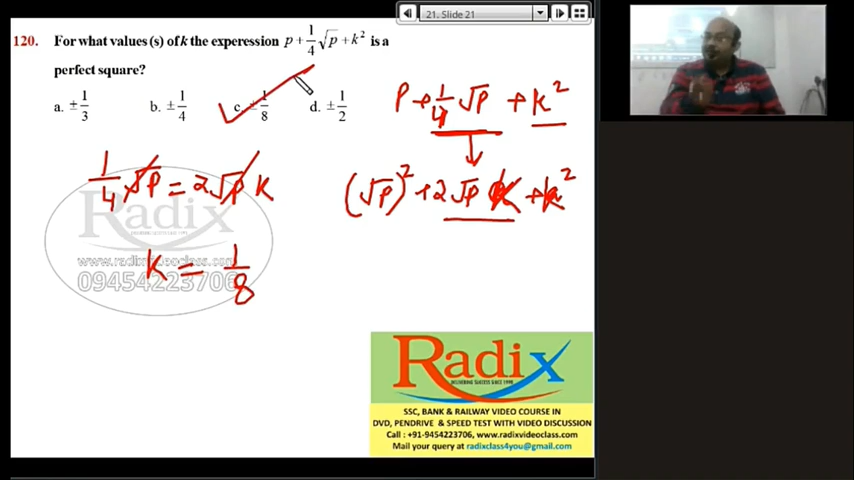 21. Slide 21
120. For what values (s) of k the experession p + 1/4 √p + k² is a
perfect square?
a. ± 1/3 b. ± 1/4 c. ± 1/8 d. ± 1/2
P + 1/4 √P + k²
1/4 √P = 2√P K
(√P)² + 2√P K + k²
K = 1/8
Radix
www.radixvideoclass.com
09454223706
Radix
DELIVERING SUCCESS SINCE 1998
SSC, BANK & RAILWAY VIDEO COURSE IN
DVD, PENDRIVE & SPEED TEST WITH VIDEO DISCUSSION
Call : +91-9454223706, www.radixvideoclass.com
Mail your query at radixclass4you@gmail.com